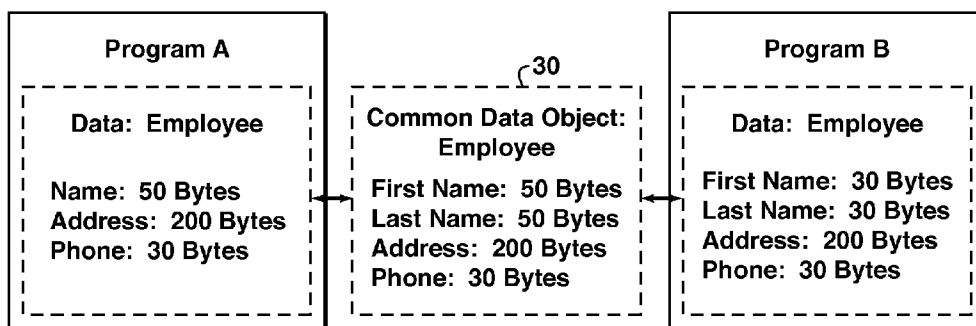 Program A
Data: Employee
Name: 50 Bytes
Address: 200 Bytes
Phone: 30 Bytes
30
Common Data Object:
Employee
First Name: 50 Bytes
Last Name: 50 Bytes
Address: 200 Bytes
Phone: 30 Bytes
Program B
Data: Employee
First Name: 30 Bytes
Last Name: 30 Bytes
Address: 200 Bytes
Phone: 30 Bytes